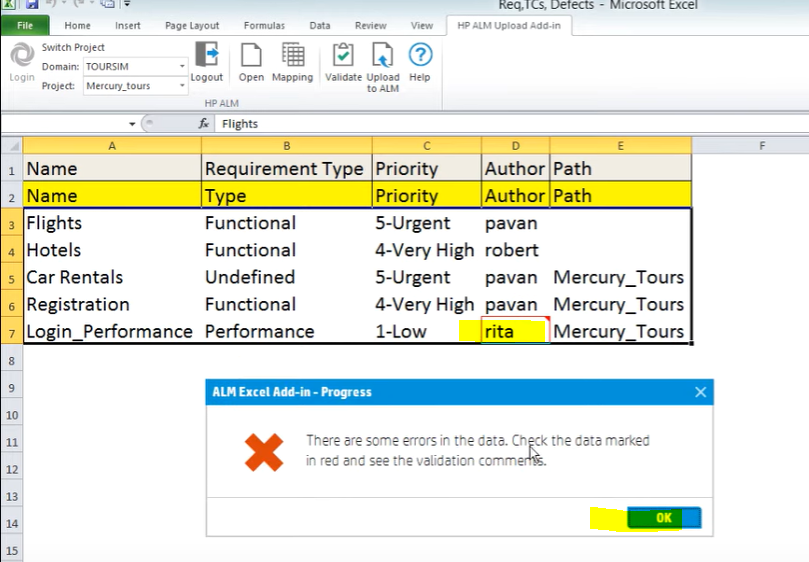 Req,TCs, Defects - Microsoft Excel
File Home Insert Page Layout Formulas Data Review View HP ALM Upload Add-in
Switch Project
Domain: TOURSIM
Project: Mercury_tours
Login Logout Open Mapping Validate Upload to ALM Help
HP ALM
fx Flights
A B C D E F
1 Name Requirement Type Priority Author Path
2 Name Type Priority Author Path
3 Flights Functional 5-Urgent pavan
4 Hotels Functional 4-Very High robert
5 Car Rentals Undefined 5-Urgent pavan Mercury_Tours
6 Registration Functional 4-Very High pavan Mercury_Tours
7 Login_Performance Performance 1-Low rita Mercury_Tours
8
9
ALM Excel Add-in - Progress
10
11 There are some errors in the data. Check the data marked
12 in red and see the validation comments.
13
14 OK
15